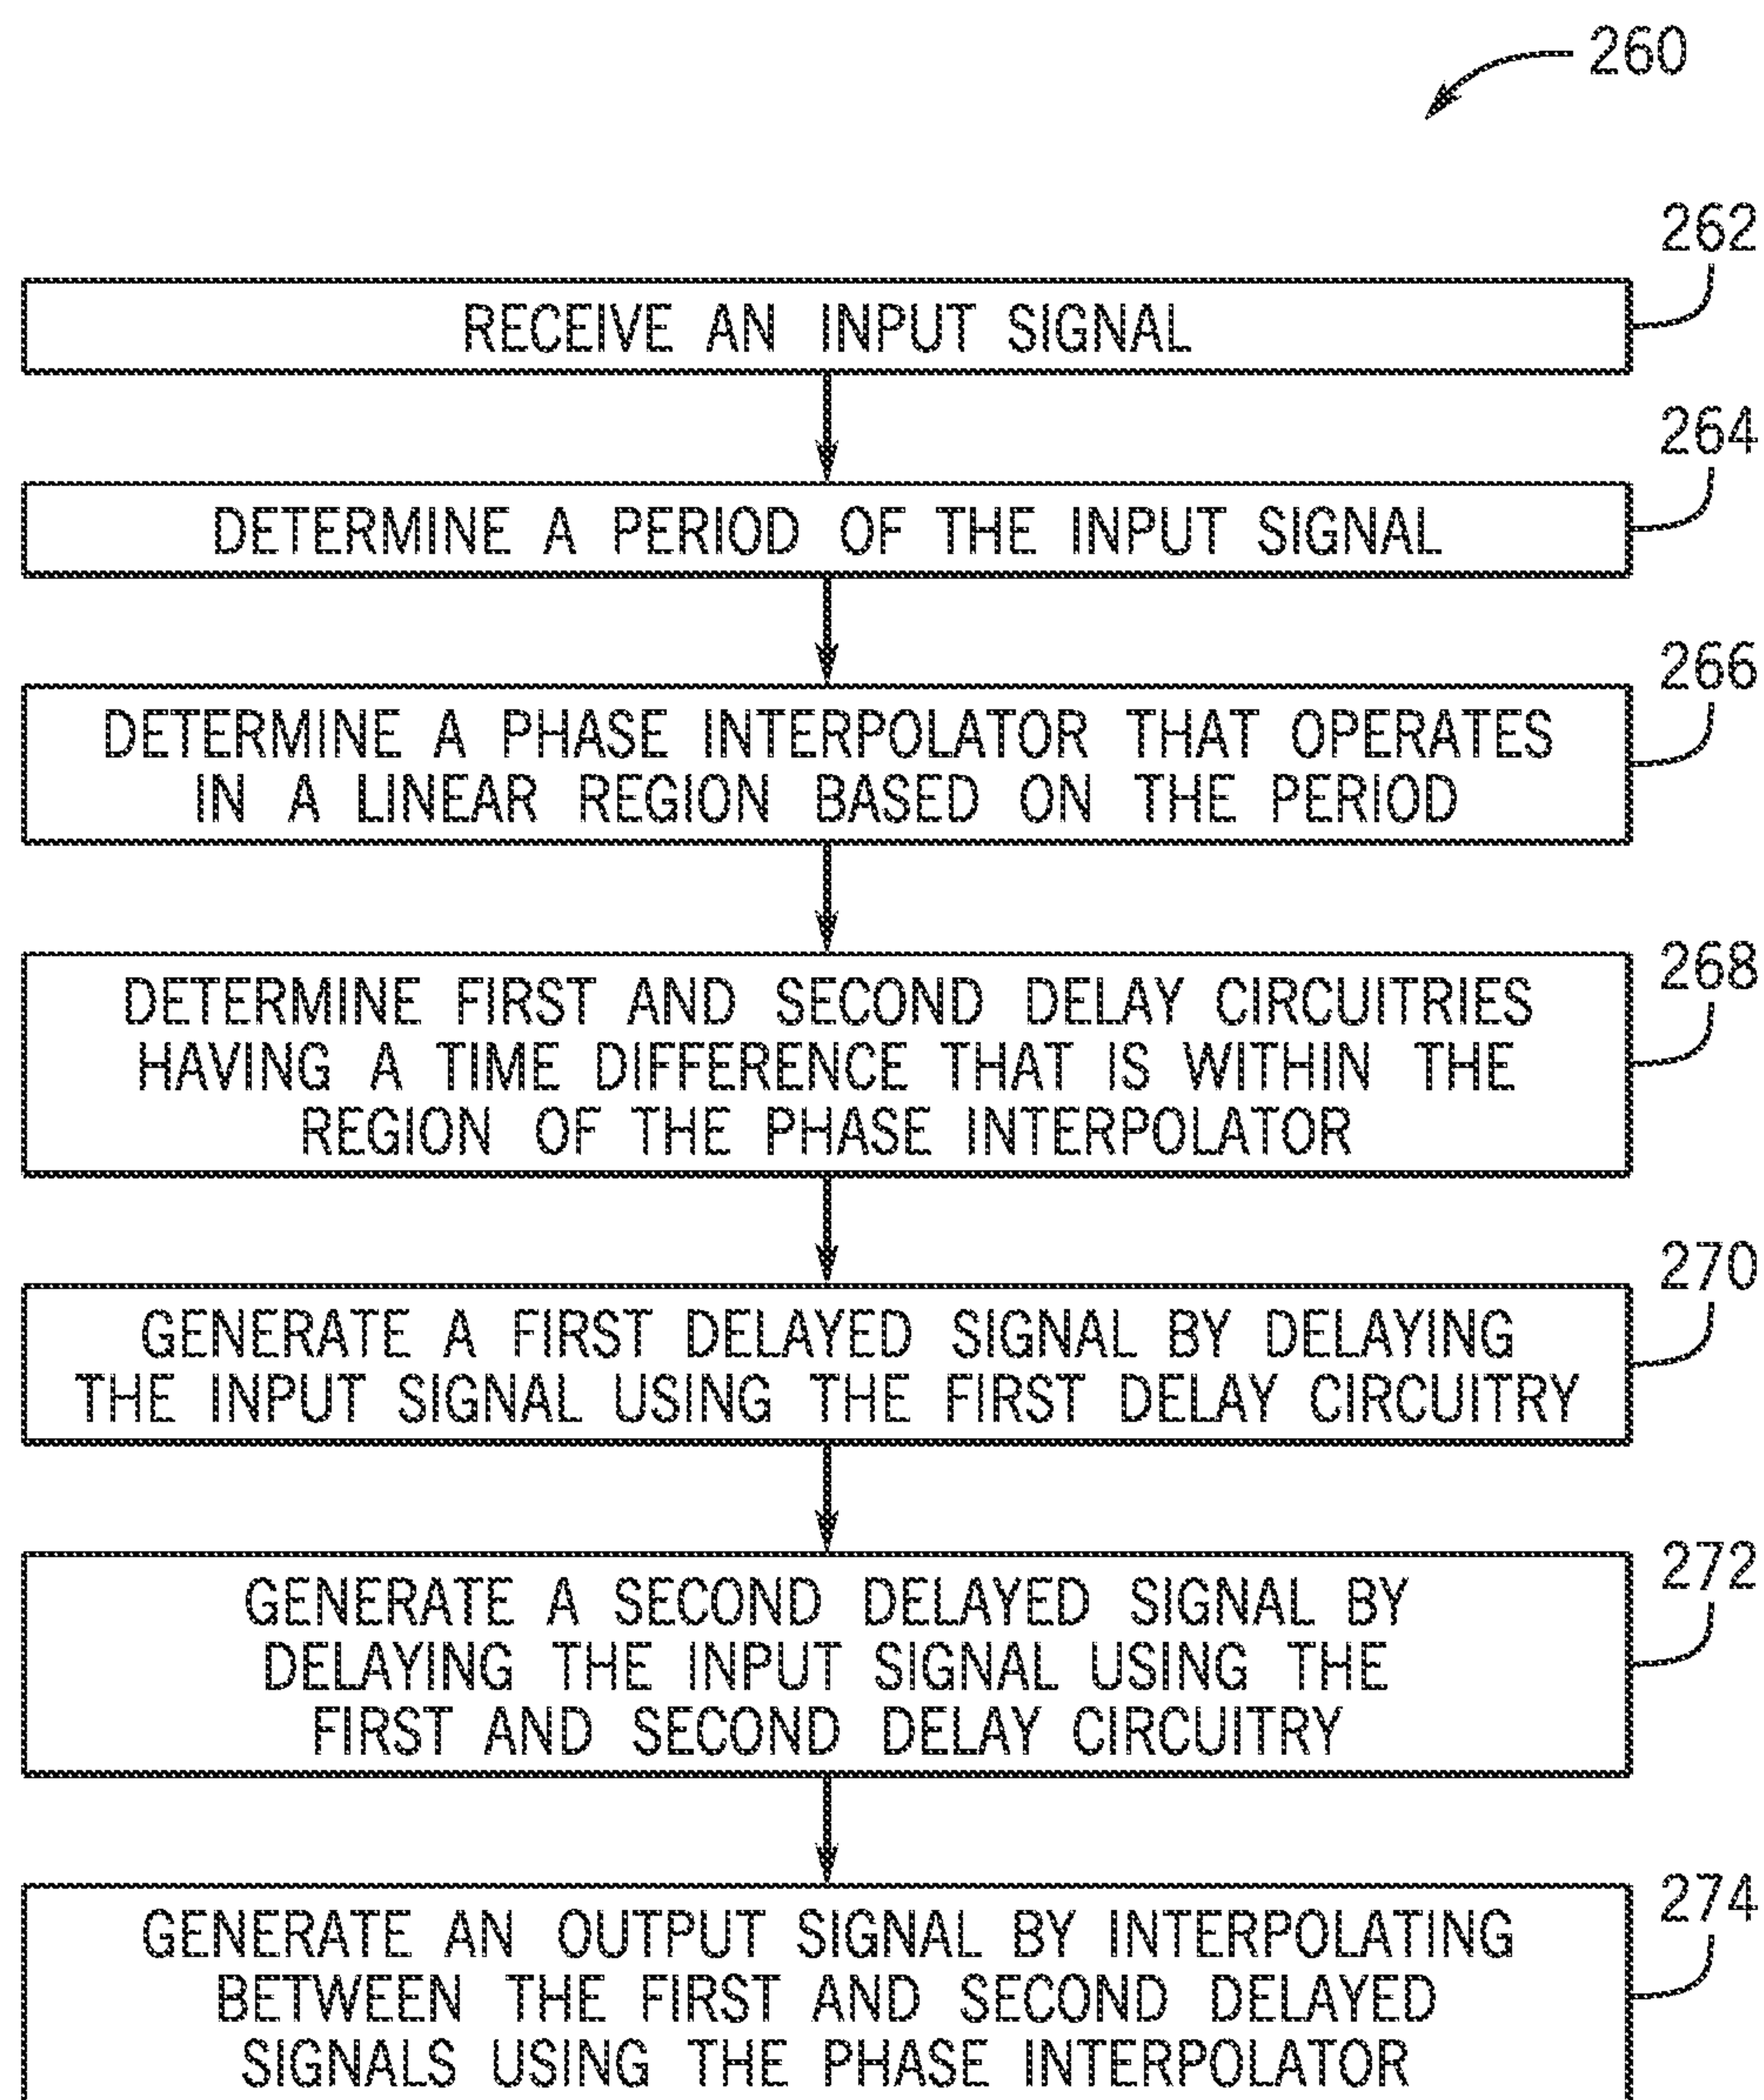 260
262
RECEIVE AN INPUT SIGNAL
264
DETERMINE A PERIOD OF THE INPUT SIGNAL
266
DETERMINE A PHASE INTERPOLATOR THAT OPERATES
IN A LINEAR REGION BASED ON THE PERIOD
268
DETERMINE FIRST AND SECOND DELAY CIRCUITRIES
HAVING A TIME DIFFERENCE THAT IS WITHIN THE
REGION OF THE PHASE INTERPOLATOR
270
GENERATE A FIRST DELAYED SIGNAL BY DELAYING
THE INPUT SIGNAL USING THE FIRST DELAY CIRCUITRY
272
GENERATE A SECOND DELAYED SIGNAL BY
DELAYING THE INPUT SIGNAL USING THE
FIRST AND SECOND DELAY CIRCUITRY
274
GENERATE AN OUTPUT SIGNAL BY INTERPOLATING
BETWEEN THE FIRST AND SECOND DELAYED
SIGNALS USING THE PHASE INTERPOLATOR